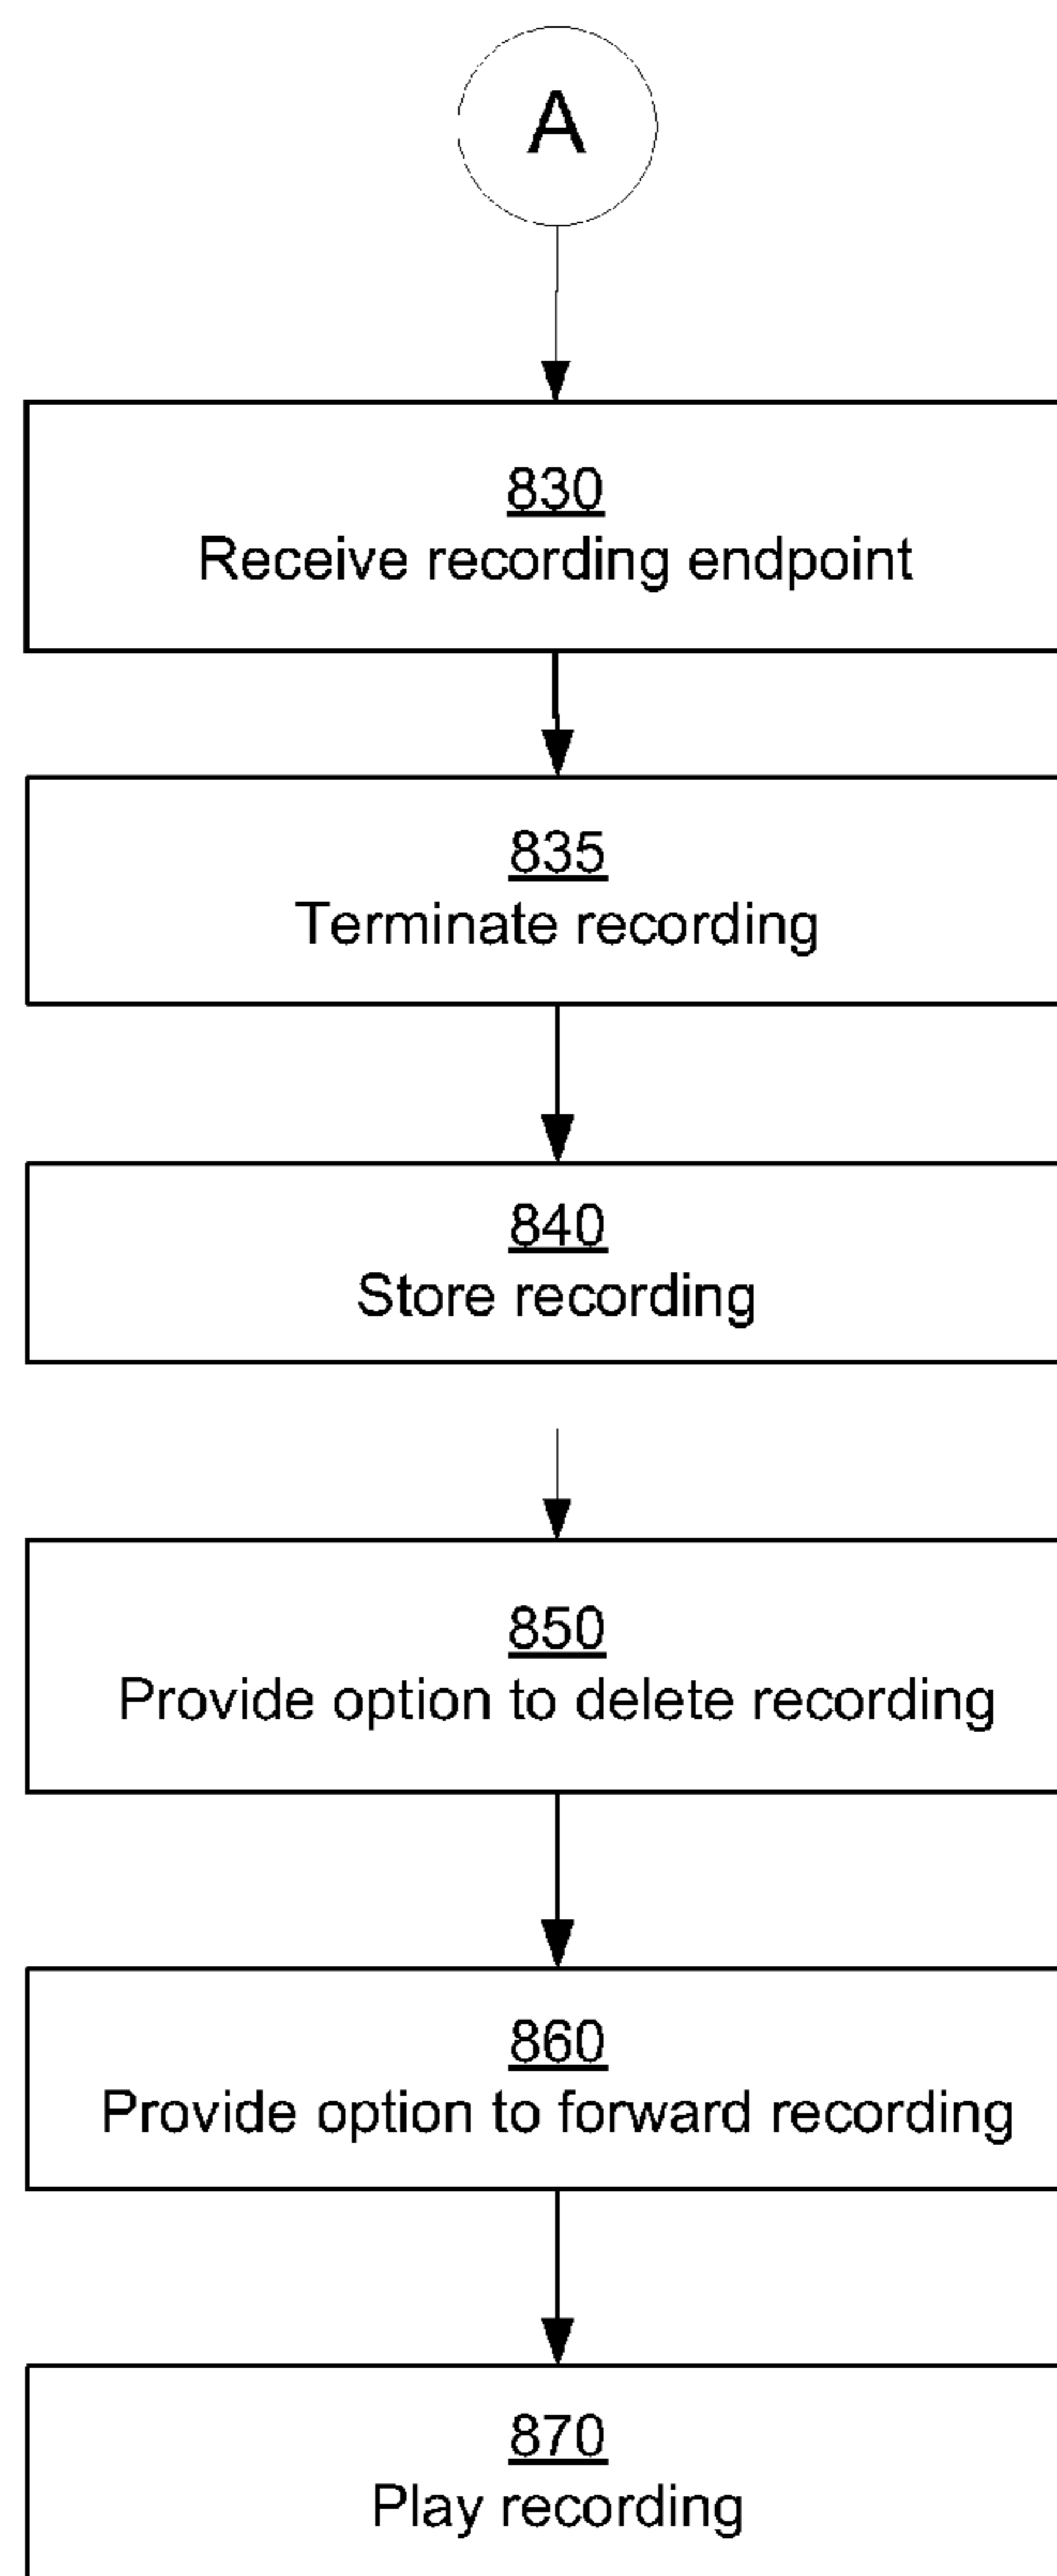 A
830
Receive recording endpoint
835
Terminate recording
840
Store recording
850
Provide option to delete recording
860
Provide option to forward recording
870
Play recording